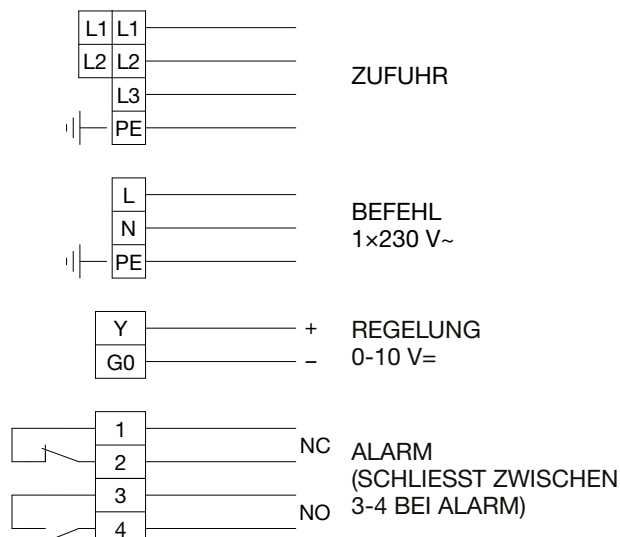 L1 L1
L2 L2
L3
PE
ZUFUHR
L
N
PE
BEFEHL
1×230 V~
Y +
G0 –
REGELUNG
0-10 V=
1
2
NC
3
4
NO
ALARM
(SCHLIESST ZWISCHEN
3-4 BEI ALARM)